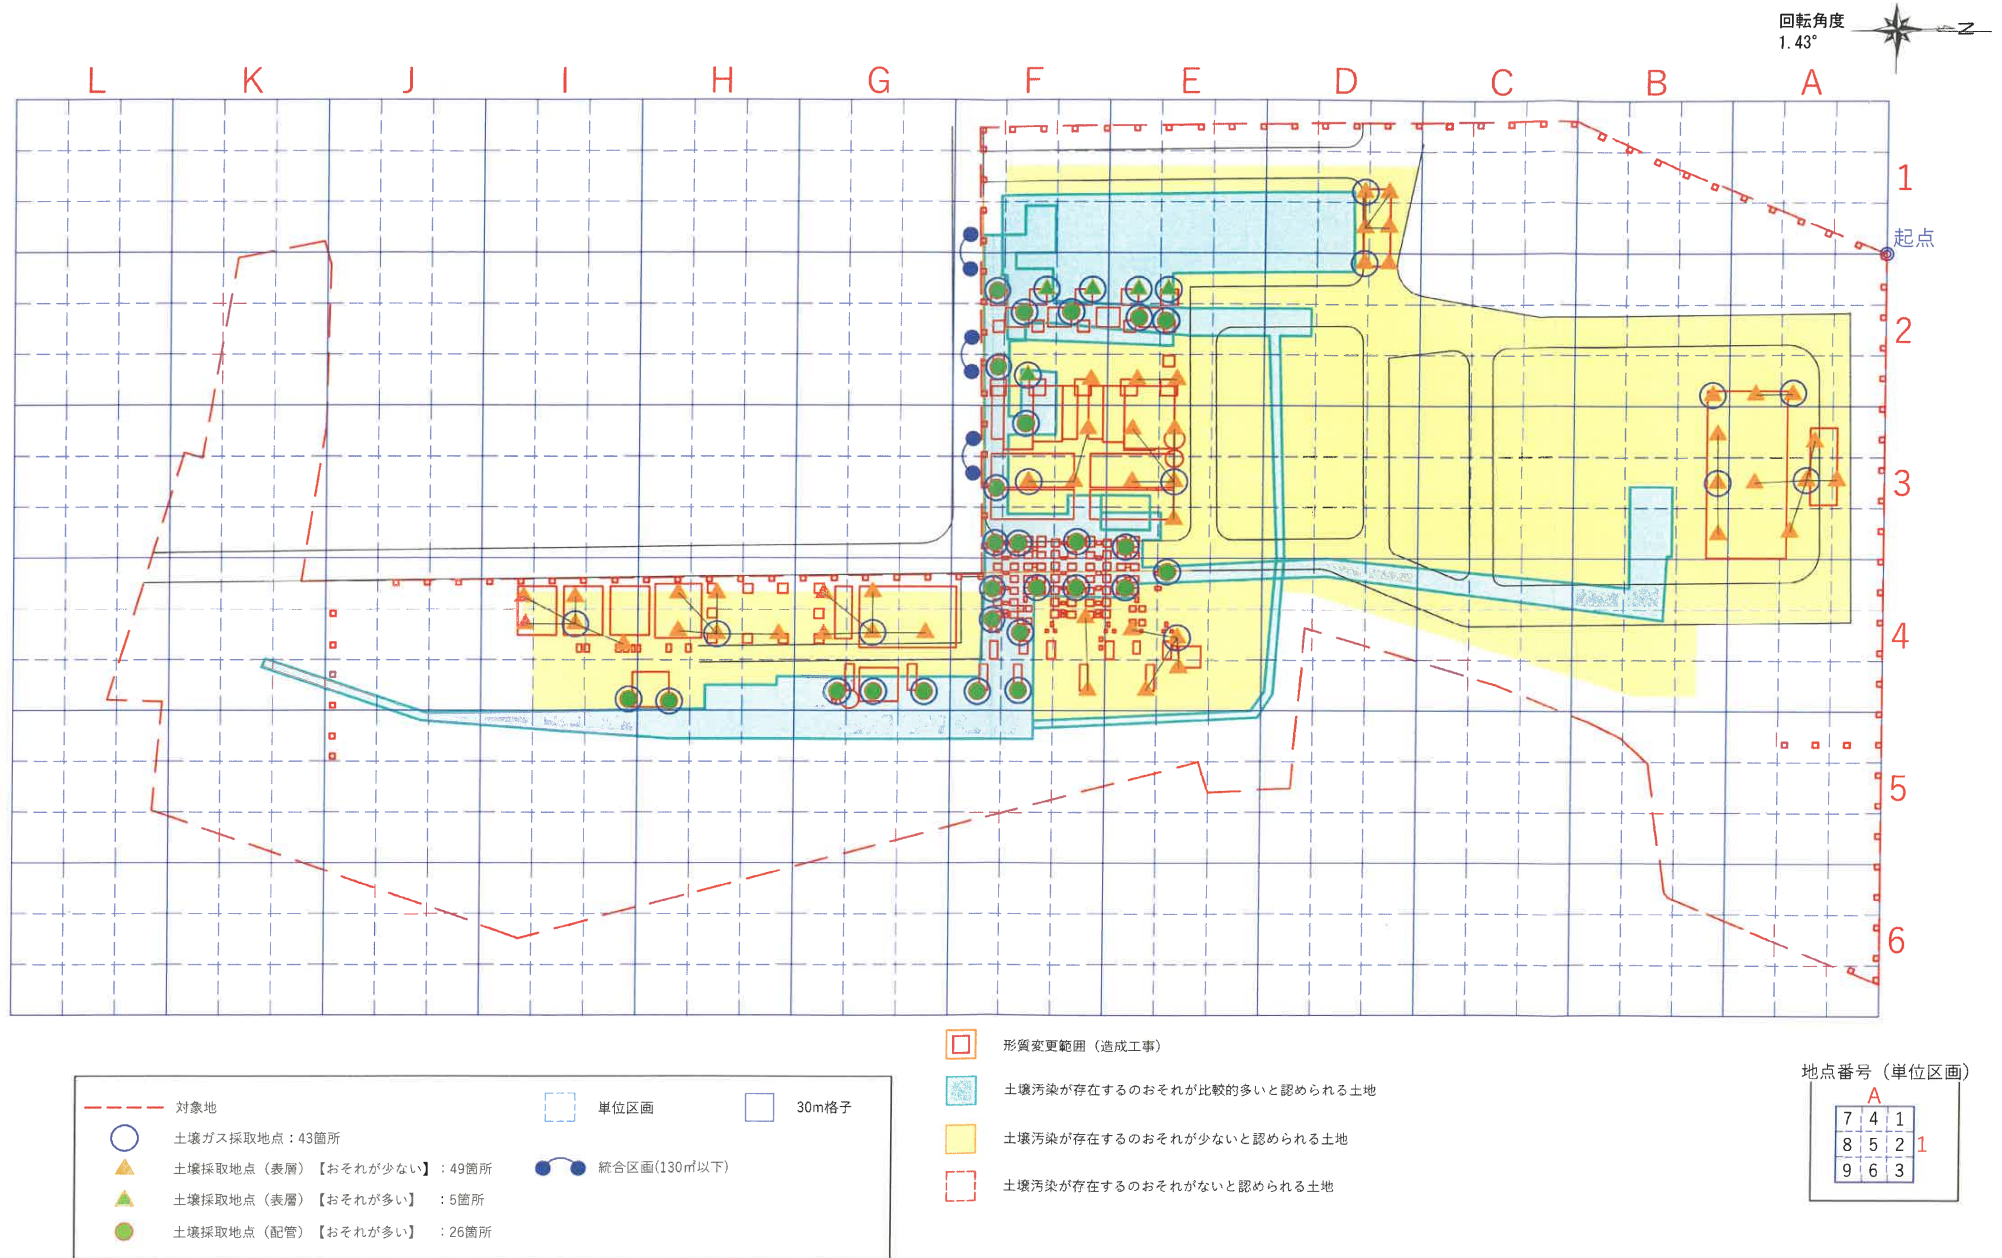 回転角度
1.43°
N
L K J I H G F E D C B A
1
起点
2
3
4
5
6
形質変更範囲（造成工事）
土壌汚染が存在するのおそれが比較的多いと認められる土地
土壌汚染が存在するのおそれが少ないと認められる土地
土壌汚染が存在するのおそれがないと認められる土地
対象地
単位区画
30m格子
土壌ガス採取地点：43箇所
土壌採取地点（表層）【おそれが少ない】：49箇所
統合区画(130㎡以下)
土壌採取地点（表層）【おそれが多い】 ：5箇所
土壌採取地点（配管）【おそれが多い】 ：26箇所
地点番号（単位区画）
A
7 4 1
8 5 2 1
9 6 3